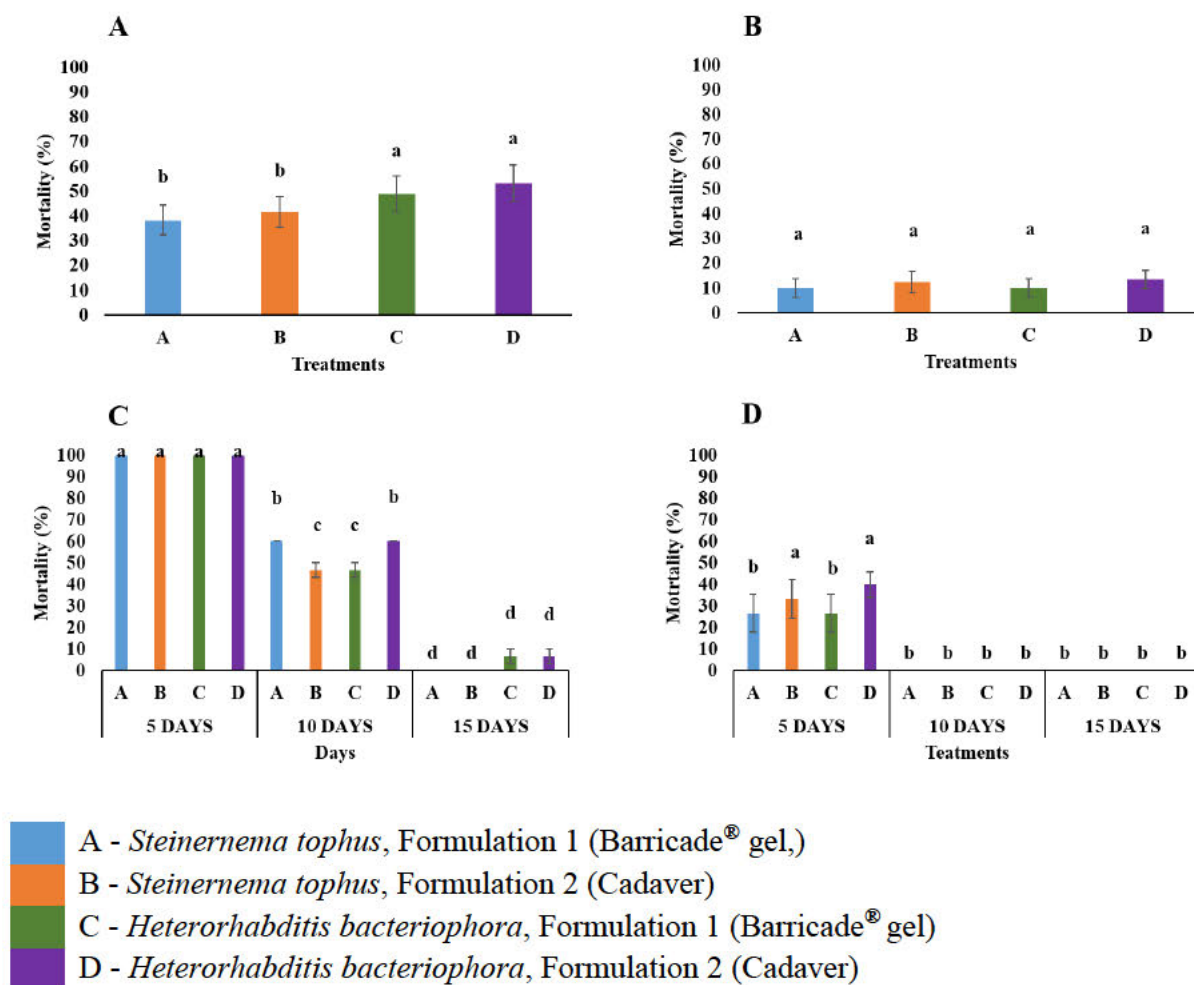 A
Mortality (%)
100
90
80
70
60
50
40
30
20
10
0
b b a a
A B C D
Treatments
B
Mortality (%)
100
90
80
70
60
50
40
30
20
10
0
a a a a
A B C D
Treatments
C
Mortality (%)
100
90
80
70
60
50
40
30
20
10
0
a a a a b c c b d d d d
A B C D A B C D A B C D
5 DAYS 10 DAYS 15 DAYS
Days
D
Motrtality (%)
100
90
80
70
60
50
40
30
20
10
0
b a b a b b b b b b b b
A B C D A B C D A B C D
5 DAYS 10 DAYS 15 DAYS
Teatments
A - Steinernema tophus, Formulation 1 (Barricade® gel,)
B - Steinernema tophus, Formulation 2 (Cadaver)
C - Heterorhabditis bacteriophora, Formulation 1 (Barricade® gel)
D - Heterorhabditis bacteriophora, Formulation 2 (Cadaver)